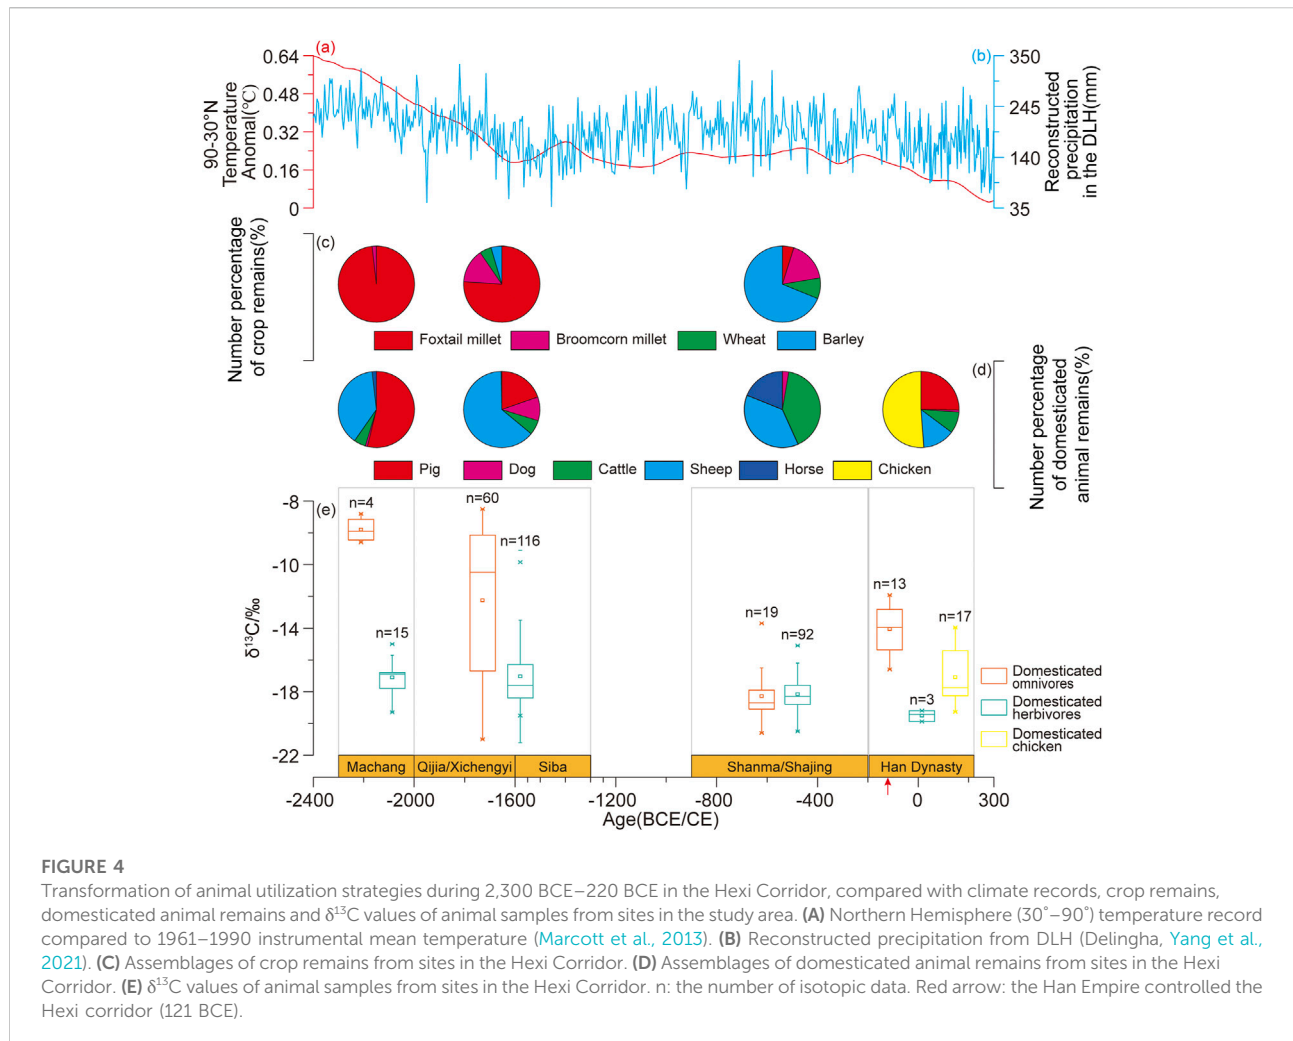 (a)
(b)
0.64
0.48
0.32
0.16
0
90-30°N
Temperature
Anomal(°C)
350
245
140
35
Reconstructed
precipitation
in the DLH(mm)
(c)
Number percentage
of crop remains(%)
Foxtail millet
Broomcorn millet
Wheat
Barley
(d)
Number percentage
of domesticated
animal remains(%)
Pig
Dog
Cattle
Sheep
Horse
Chicken
(e)
-8
-10
-14
-18
-22
δ¹³C/‰
n=4
n=15
n=60
n=116
n=19
n=92
n=13
n=3
n=17
Domesticated
omnivores
Domesticated
herbivores
Domesticated
chicken
Machang
Qijia/Xichengyi
Siba
Shanma/Shajing
Han Dynasty
-2400
-2000
-1600
-1200
-800
-400
0
300
Age(BCE/CE)
FIGURE 4
Transformation of animal utilization strategies during 2,300 BCE–220 BCE in the Hexi Corridor, compared with climate records, crop remains,
domesticated animal remains and δ¹³C values of animal samples from sites in the study area. (A) Northern Hemisphere (30°–90°) temperature record
compared to 1961–1990 instrumental mean temperature (Marcott et al., 2013). (B) Reconstructed precipitation from DLH (Delingha, Yang et al.,
2021). (C) Assemblages of crop remains from sites in the Hexi Corridor. (D) Assemblages of domesticated animal remains from sites in the Hexi
Corridor. (E) δ¹³C values of animal samples from sites in the Hexi Corridor. n: the number of isotopic data. Red arrow: the Han Empire controlled the
Hexi corridor (121 BCE).